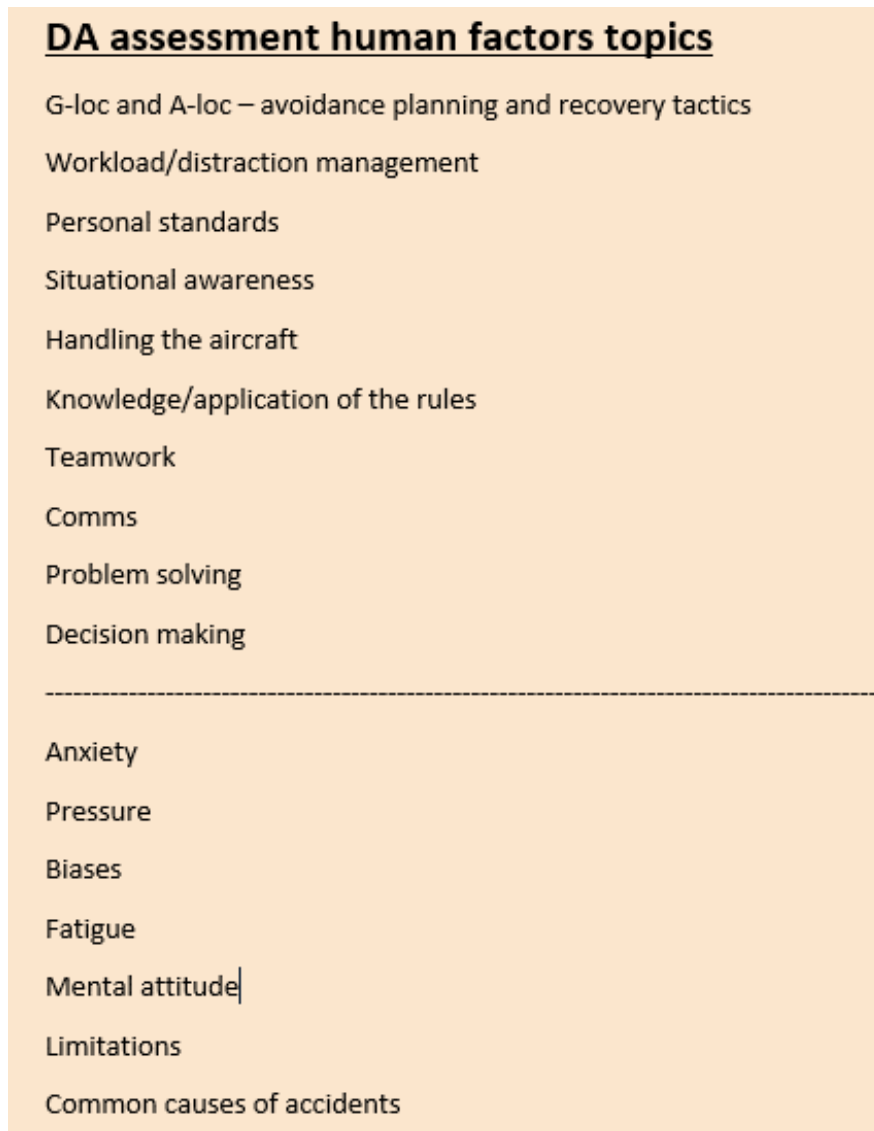 DA assessment human factors topics
G-loc and A-loc – avoidance planning and recovery tactics
Workload/distraction management
Personal standards
Situational awareness
Handling the aircraft
Knowledge/application of the rules
Teamwork
Comms
Problem solving
Decision making
------------------------------------------------------------------------------------------
Anxiety
Pressure
Biases
Fatigue
Mental attitude
Limitations
Common causes of accidents